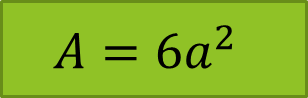 A = 6a²